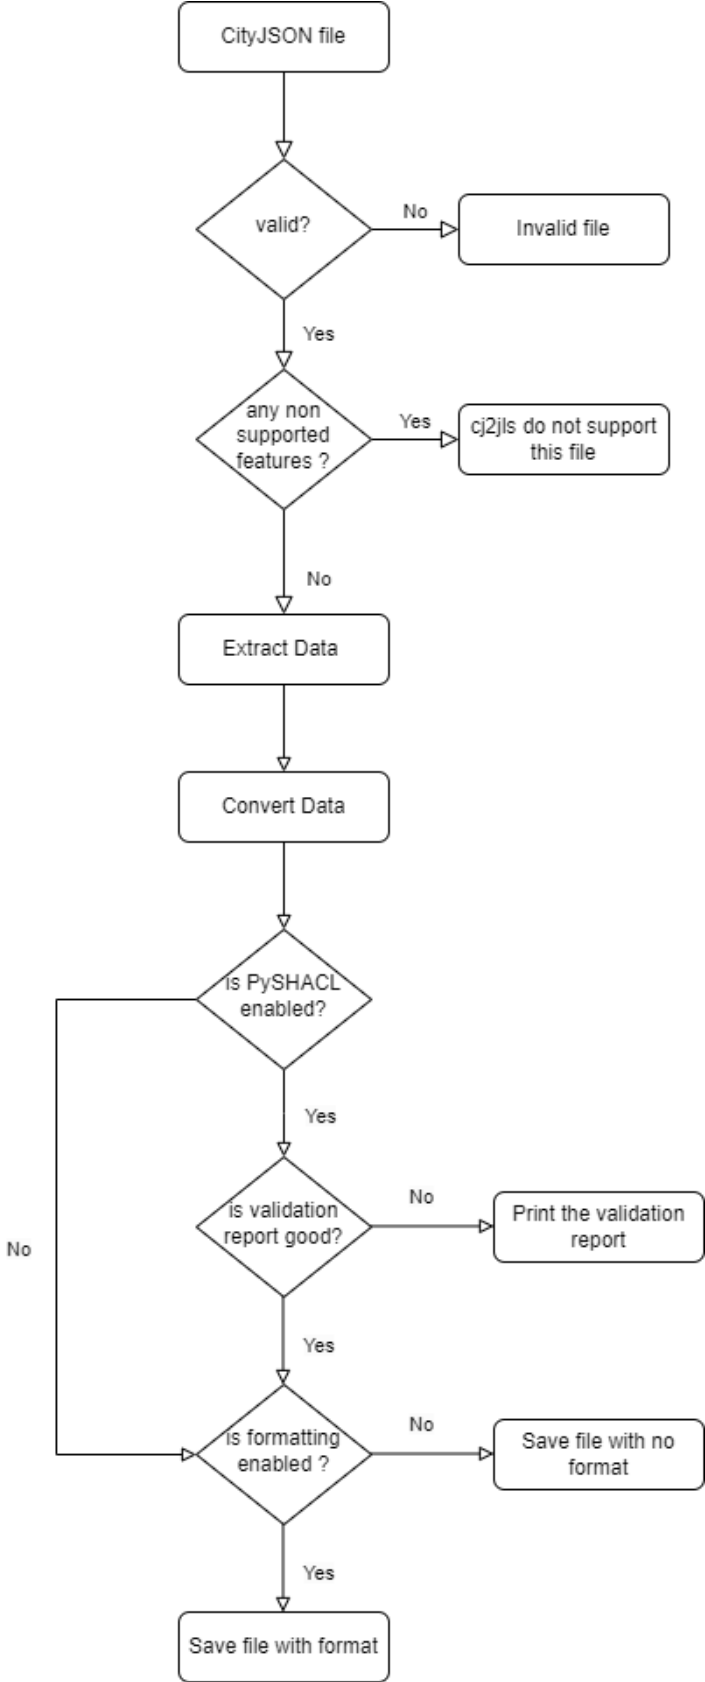 CityJSON file
valid?
No
Invalid file
Yes
any non
supported
features ?
Yes
cj2jls do not support
this file
No
Extract Data
Convert Data
is PySHACL
enabled?
Yes
is validation
report good?
No
Print the validation
report
No
Yes
is formatting
enabled ?
No
Save file with no
format
Yes
Save file with format